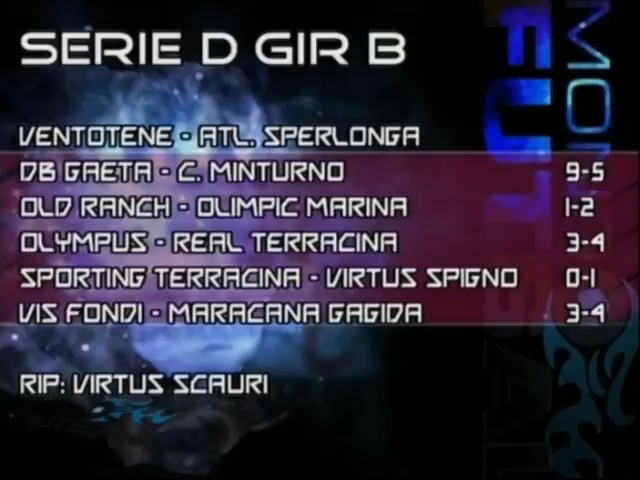 SERIE D GIR B
VENTOTENE - ATL. SPERLONGA
DB GAETA - C. MINTURNO 9-5
OLD RANCH - OLIMPIC MARINA 1-2
OLYMPUS - REAL TERRACINA 3-4
SPORTING TERRACINA - VIRTUS SPIGNO 0-1
VIS FONDI - MARACANA GAGIDA 3-4
RIP: VIRTUS SCAURI
FUTSAL